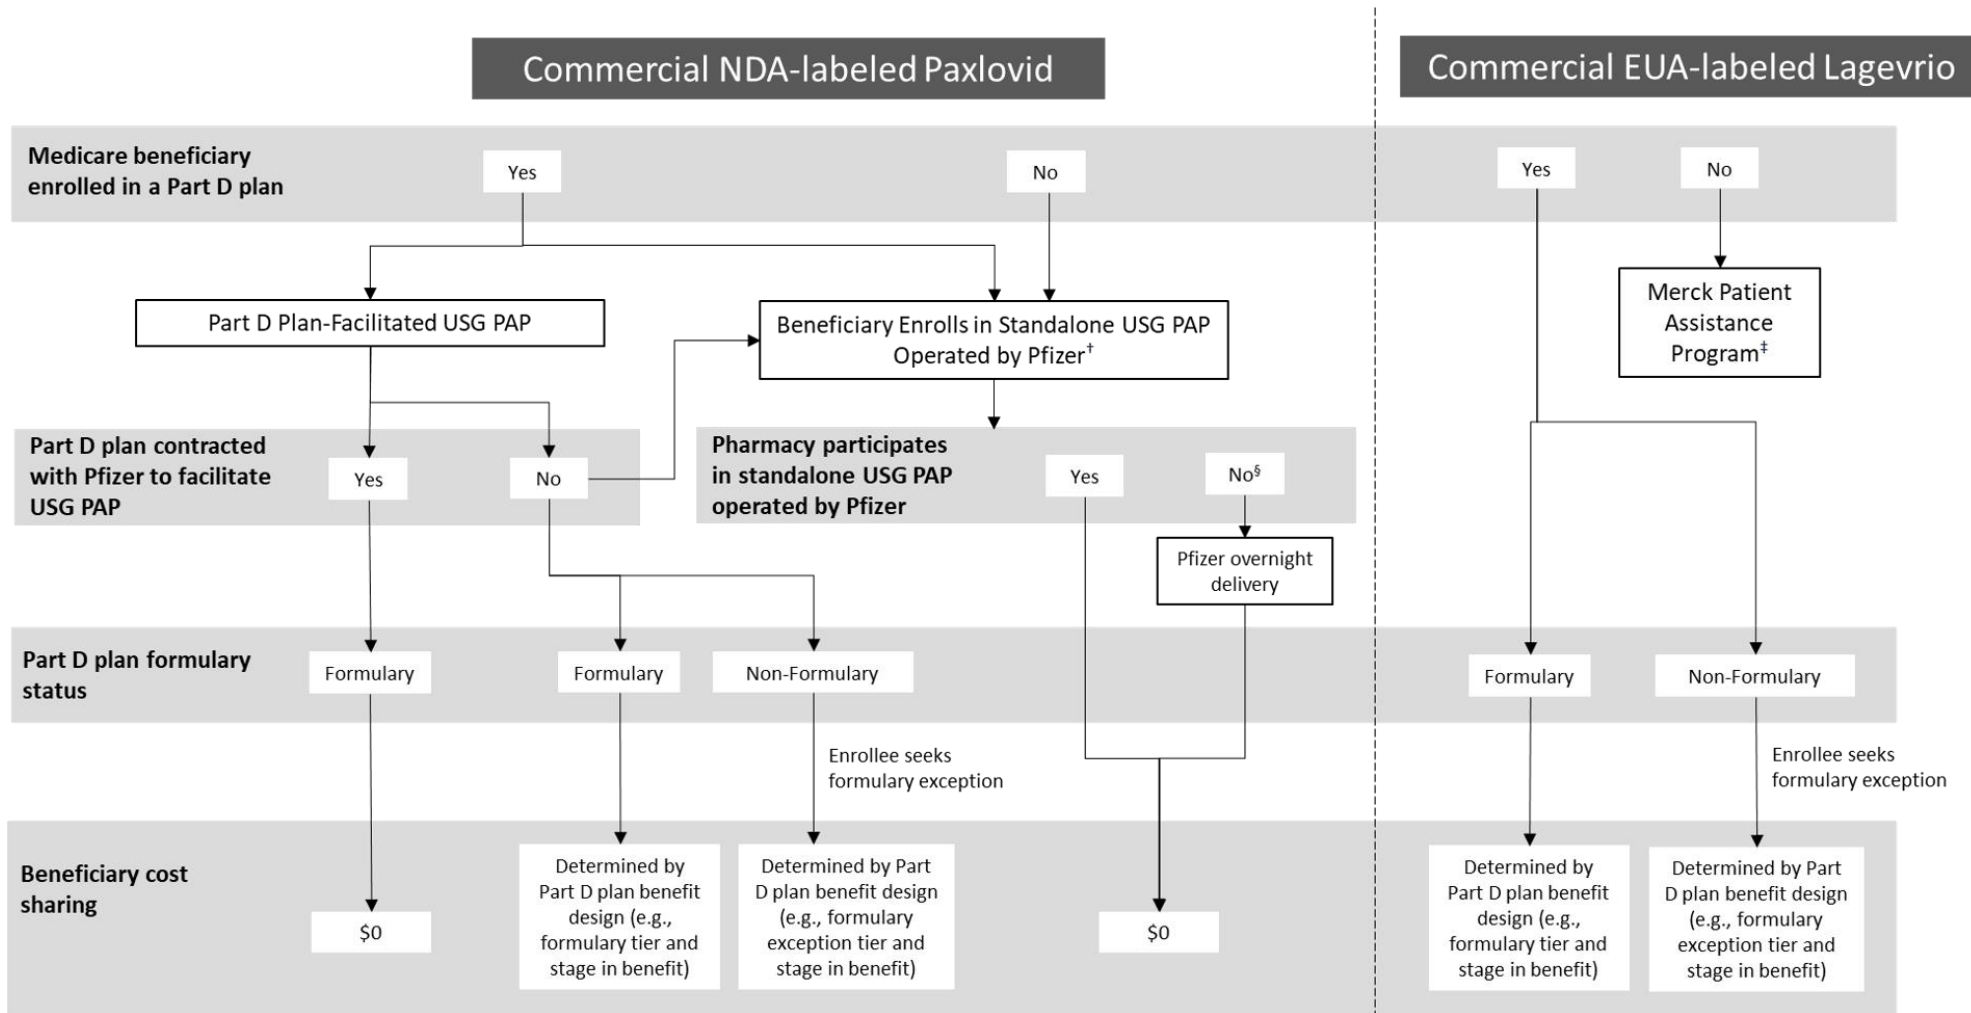 Commercial NDA-labeled Paxlovid
Commercial EUA-labeled Lagevrio
Medicare beneficiary
enrolled in a Part D plan
Yes
No
Yes
No
Part D Plan-Facilitated USG PAP
Beneficiary Enrolls in Standalone USG PAP
Operated by Pfizer†
Merck Patient
Assistance
Program‡
Part D plan contracted
with Pfizer to facilitate
USG PAP
Yes
No
Pharmacy participates
in standalone USG PAP
operated by Pfizer
Yes
No§
Pfizer overnight
delivery
Part D plan formulary
status
Formulary
Formulary
Non-Formulary
Formulary
Non-Formulary
Enrollee seeks
formulary exception
Enrollee seeks
formulary exception
Beneficiary cost
sharing
$0
Determined by
Part D plan benefit
design (e.g.,
formulary tier and
stage in benefit)
Determined by Part
D plan benefit design
(e.g., formulary
exception tier and
stage in benefit)
$0
Determined by
Part D plan benefit
design (e.g.,
formulary tier and
stage in benefit)
Determined by Part
D plan benefit design
(e.g., formulary
exception tier and
stage in benefit)